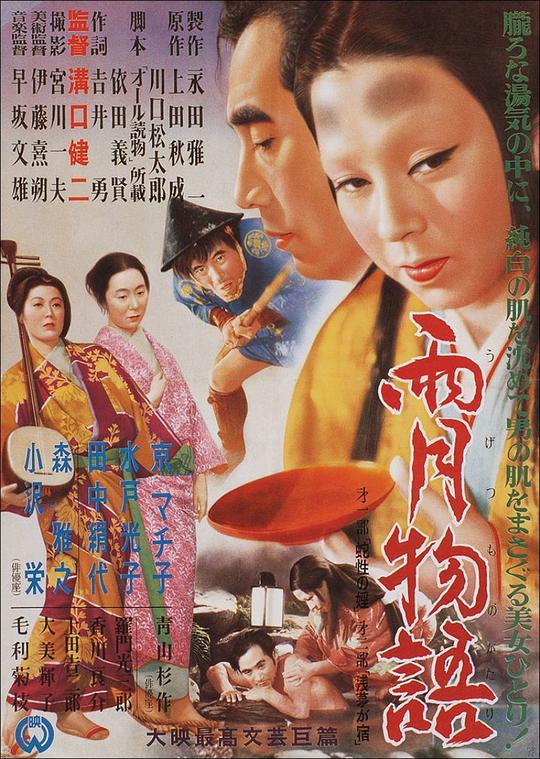 朧ろな湯気の中に、純白の肌を沈めて男の肌をまさぐる美女ひとり!
製作 永田雅一
原作 上田秋成
川口松太郎
「オール読物」所載
脚本 依田義賢
作詞 吉井勇
監督 溝口健二
撮影 宮川一夫
美術監督 伊藤熹朔
音楽監督 早坂文雄
雨月物語
うげつものがたり
才一部「蛇性の婬」才二部「浅茅が宿」
京マチ子
水戸光子
田中絹代
森雅之
小沢栄
(俳優座)
青山杉作
(俳優座)
羅門光三郎
香川良介
上田吉二郎
大美輝子
毛利菊枝
大映最高文芸巨篇
映